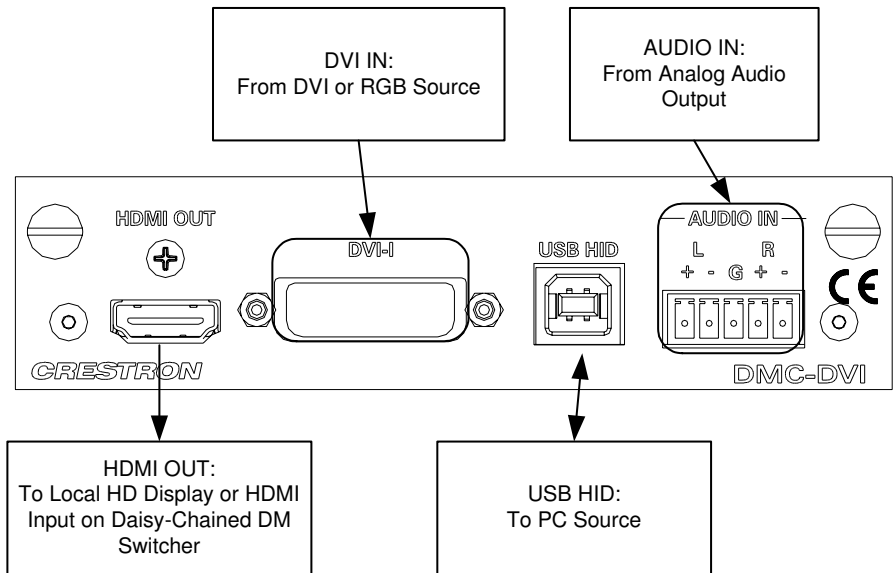 DVI IN:
From DVI or RGB Source
AUDIO IN:
From Analog Audio
Output
HDMI OUT
DVI-I
USB HID
AUDIO IN
L R
+ - G + -
CE
CRESTRON
DMC-DVI
HDMI OUT:
To Local HD Display or HDMI
Input on Daisy-Chained DM
Switcher
USB HID:
To PC Source